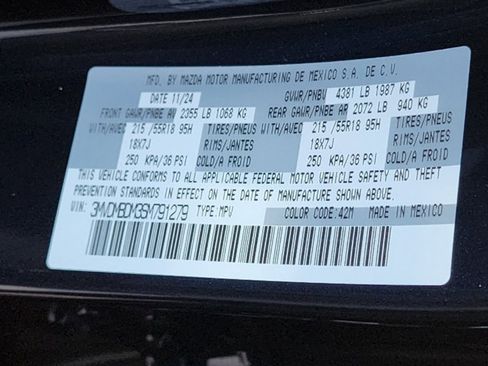 MFD. BY MAZDA MOTOR MANUFACTURING DE MEXICO S.A. DE C.V.
DATE 11/24 GVWR/PNBV 4381 LB 1987 KG
FRONT GAWR/PNBE AV 2355 LB 1068 KG REAR GAWR/PNBE AR 2072 LB 940 KG
WITH/AVEC 215/55R18 95H TIRES/PNEUS WITH/AVEC 215/55R18 95H TIRES/PNEUS
18X7J RIMS/JANTES 18X7J RIMS/JANTES
250 KPA/36 PSI COLD/A FROID 250 KPA/36 PSI COLD/A FROID
THIS VEHICLE CONFORMS TO ALL APPLICABLE FEDERAL MOTOR VEHICLE SAFETY AND THEFT
PREVENTION STANDARDS IN EFFECT ON THE DATE OF MANUFACTURE SHOWN ABOVE.
VIN: 3MVDMBDM3SM791279 TYPE:MPV COLOR CODE:42M MADE IN MEXICO